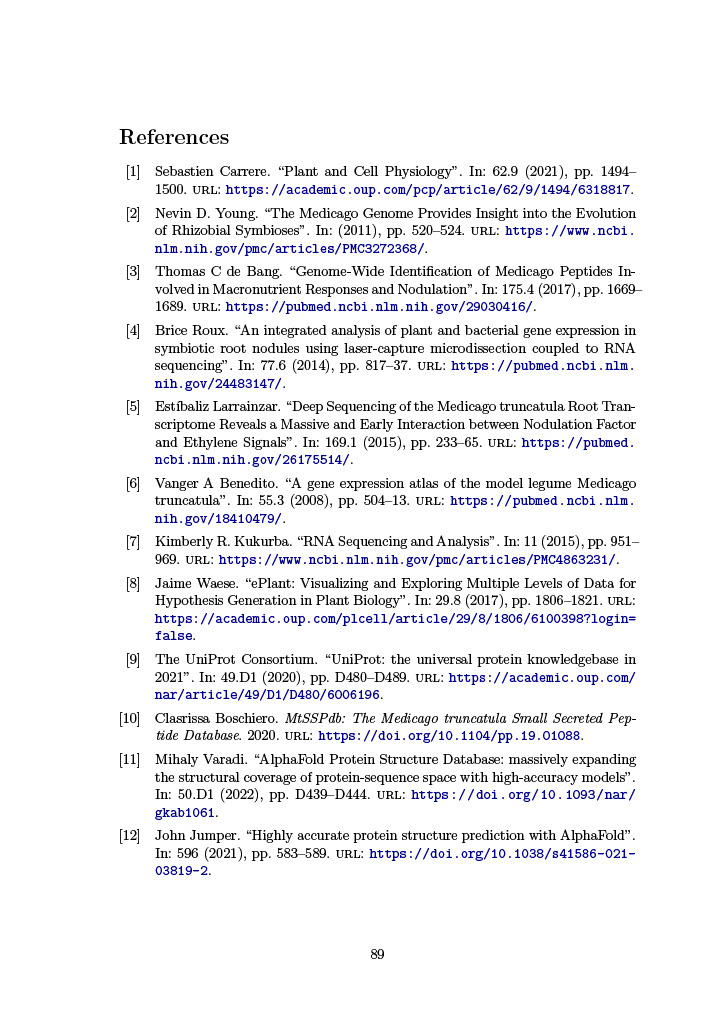 References
[1] Sebastien Carrere. “Plant and Cell Physiology”. In: 62.9 (2021), pp. 1494–
1500. URL: https://academic.oup.com/pcp/article/62/9/1494/6318817.
[2] Nevin D. Young. “The Medicago Genome Provides Insight into the Evolution
of Rhizobial Symbioses”. In: (2011), pp. 520–524. URL: https://www.ncbi.
nlm.nih.gov/pmc/articles/PMC3272368/.
[3] Thomas C de Bang. “Genome-Wide Identification of Medicago Peptides In-
volved in Macronutrient Responses and Nodulation”. In: 175.4 (2017), pp. 1669–
1689. URL: https://pubmed.ncbi.nlm.nih.gov/29030416/.
[4] Brice Roux. “An integrated analysis of plant and bacterial gene expression in
symbiotic root nodules using laser-capture microdissection coupled to RNA
sequencing”. In: 77.6 (2014), pp. 817–37. URL: https://pubmed.ncbi.nlm.
nih.gov/24483147/.
[5] Estíbaliz Larrainzar. “Deep Sequencing of the Medicago truncatula Root Tran-
scriptome Reveals a Massive and Early Interaction between Nodulation Factor
and Ethylene Signals”. In: 169.1 (2015), pp. 233–65. URL: https://pubmed.
ncbi.nlm.nih.gov/26175514/.
[6] Vanger A Benedito. “A gene expression atlas of the model legume Medicago
truncatula”. In: 55.3 (2008), pp. 504–13. URL: https://pubmed.ncbi.nlm.
nih.gov/18410479/.
[7] Kimberly R. Kukurba. “RNA Sequencing and Analysis”. In: 11 (2015), pp. 951–
969. URL: https://www.ncbi.nlm.nih.gov/pmc/articles/PMC4863231/.
[8] Jaime Waese. “ePlant: Visualizing and Exploring Multiple Levels of Data for
Hypothesis Generation in Plant Biology”. In: 29.8 (2017), pp. 1806–1821. URL:
https://academic.oup.com/plcell/article/29/8/1806/6100398?login=
false.
[9] The UniProt Consortium. “UniProt: the universal protein knowledgebase in
2021”. In: 49.D1 (2020), pp. D480–D489. URL: https://academic.oup.com/
nar/article/49/D1/D480/6006196.
[10] Clasrissa Boschiero. MtSSPdb: The Medicago truncatula Small Secreted Pep-
tide Database. 2020. URL: https://doi.org/10.1104/pp.19.01088.
[11] Mihaly Varadi. “AlphaFold Protein Structure Database: massively expanding
the structural coverage of protein-sequence space with high-accuracy models”.
In: 50.D1 (2022), pp. D439–D444. URL: https://doi.org/10.1093/nar/
gkab1061.
[12] John Jumper. “Highly accurate protein structure prediction with AlphaFold”.
In: 596 (2021), pp. 583–589. URL: https://doi.org/10.1038/s41586-021-
03819-2.
89